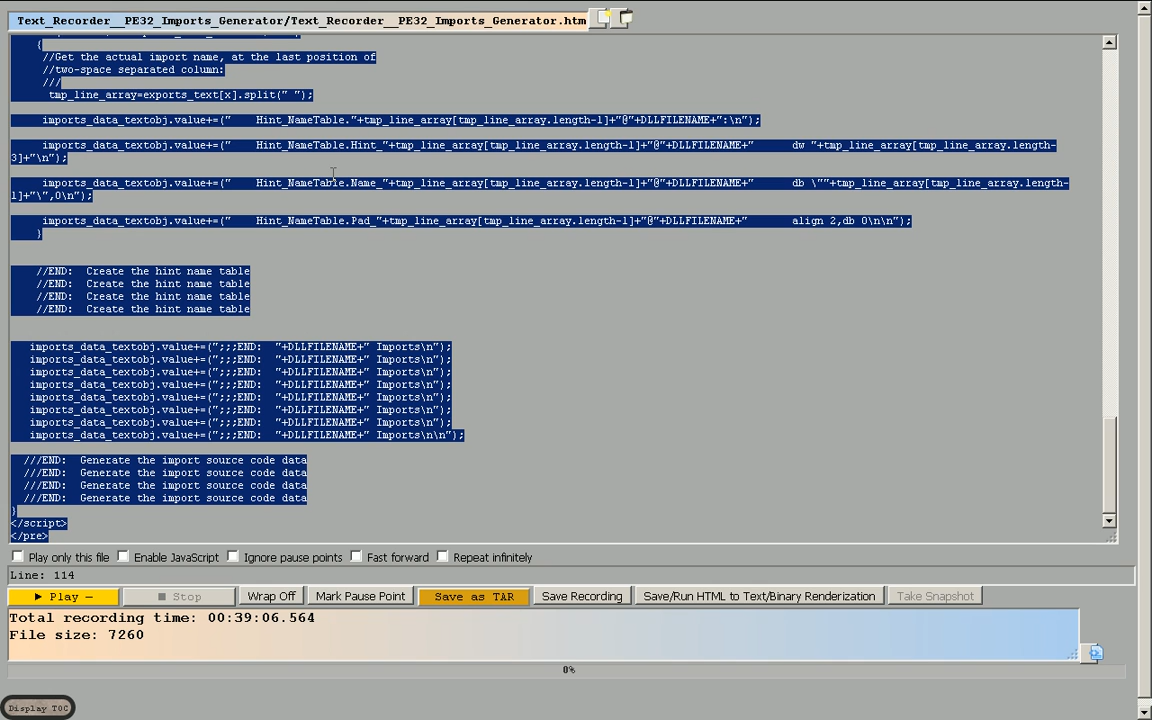 Text_Recorder__PE32_Imports_Generator/Text_Recorder__PE32_Imports_Generator.htm
{
//Get the actual import name, at the last position of
//two-space separated column:
///
tmp_line_array=exports_text[x].split(" ");
imports_data_textobj.value+=("    Hint_NameTable."+tmp_line_array[tmp_line_array.length-1]+"@"+DLLFILENAME+":\n");
imports_data_textobj.value+=("    Hint_NameTable.Hint_"+tmp_line_array[tmp_line_array.length-1]+"@"+DLLFILENAME+"      dw "+tmp_line_array[tmp_line_array.length-
3]+"\n");
imports_data_textobj.value+=("    Hint_NameTable.Name_"+tmp_line_array[tmp_line_array.length-1]+"@"+DLLFILENAME+"      db \""+tmp_line_array[tmp_line_array.length-
1]+"\",0\n");
imports_data_textobj.value+=("    Hint_NameTable.Pad_"+tmp_line_array[tmp_line_array.length-1]+"@"+DLLFILENAME+"       align 2,db 0\n\n");
}
//END:  Create the hint name table
//END:  Create the hint name table
//END:  Create the hint name table
//END:  Create the hint name table
imports_data_textobj.value+=(";;;END:  "+DLLFILENAME+" Imports\n");
imports_data_textobj.value+=(";;;END:  "+DLLFILENAME+" Imports\n");
imports_data_textobj.value+=(";;;END:  "+DLLFILENAME+" Imports\n");
imports_data_textobj.value+=(";;;END:  "+DLLFILENAME+" Imports\n");
imports_data_textobj.value+=(";;;END:  "+DLLFILENAME+" Imports\n");
imports_data_textobj.value+=(";;;END:  "+DLLFILENAME+" Imports\n");
imports_data_textobj.value+=(";;;END:  "+DLLFILENAME+" Imports\n");
imports_data_textobj.value+=(";;;END:  "+DLLFILENAME+" Imports\n\n");
///END:  Generate the import source code data
///END:  Generate the import source code data
///END:  Generate the import source code data
///END:  Generate the import source code data
}
</script>
</pre>
Play only this file Enable JavaScript Ignore pause points Fast forward Repeat infinitely
Line: 114
Play — Stop Wrap Off Mark Pause Point Save as TAR Save Recording Save/Run HTML to Text/Binary Renderization Take Snapshot
Total recording time: 00:39:06.564
File size: 7260
0%
Display TOC